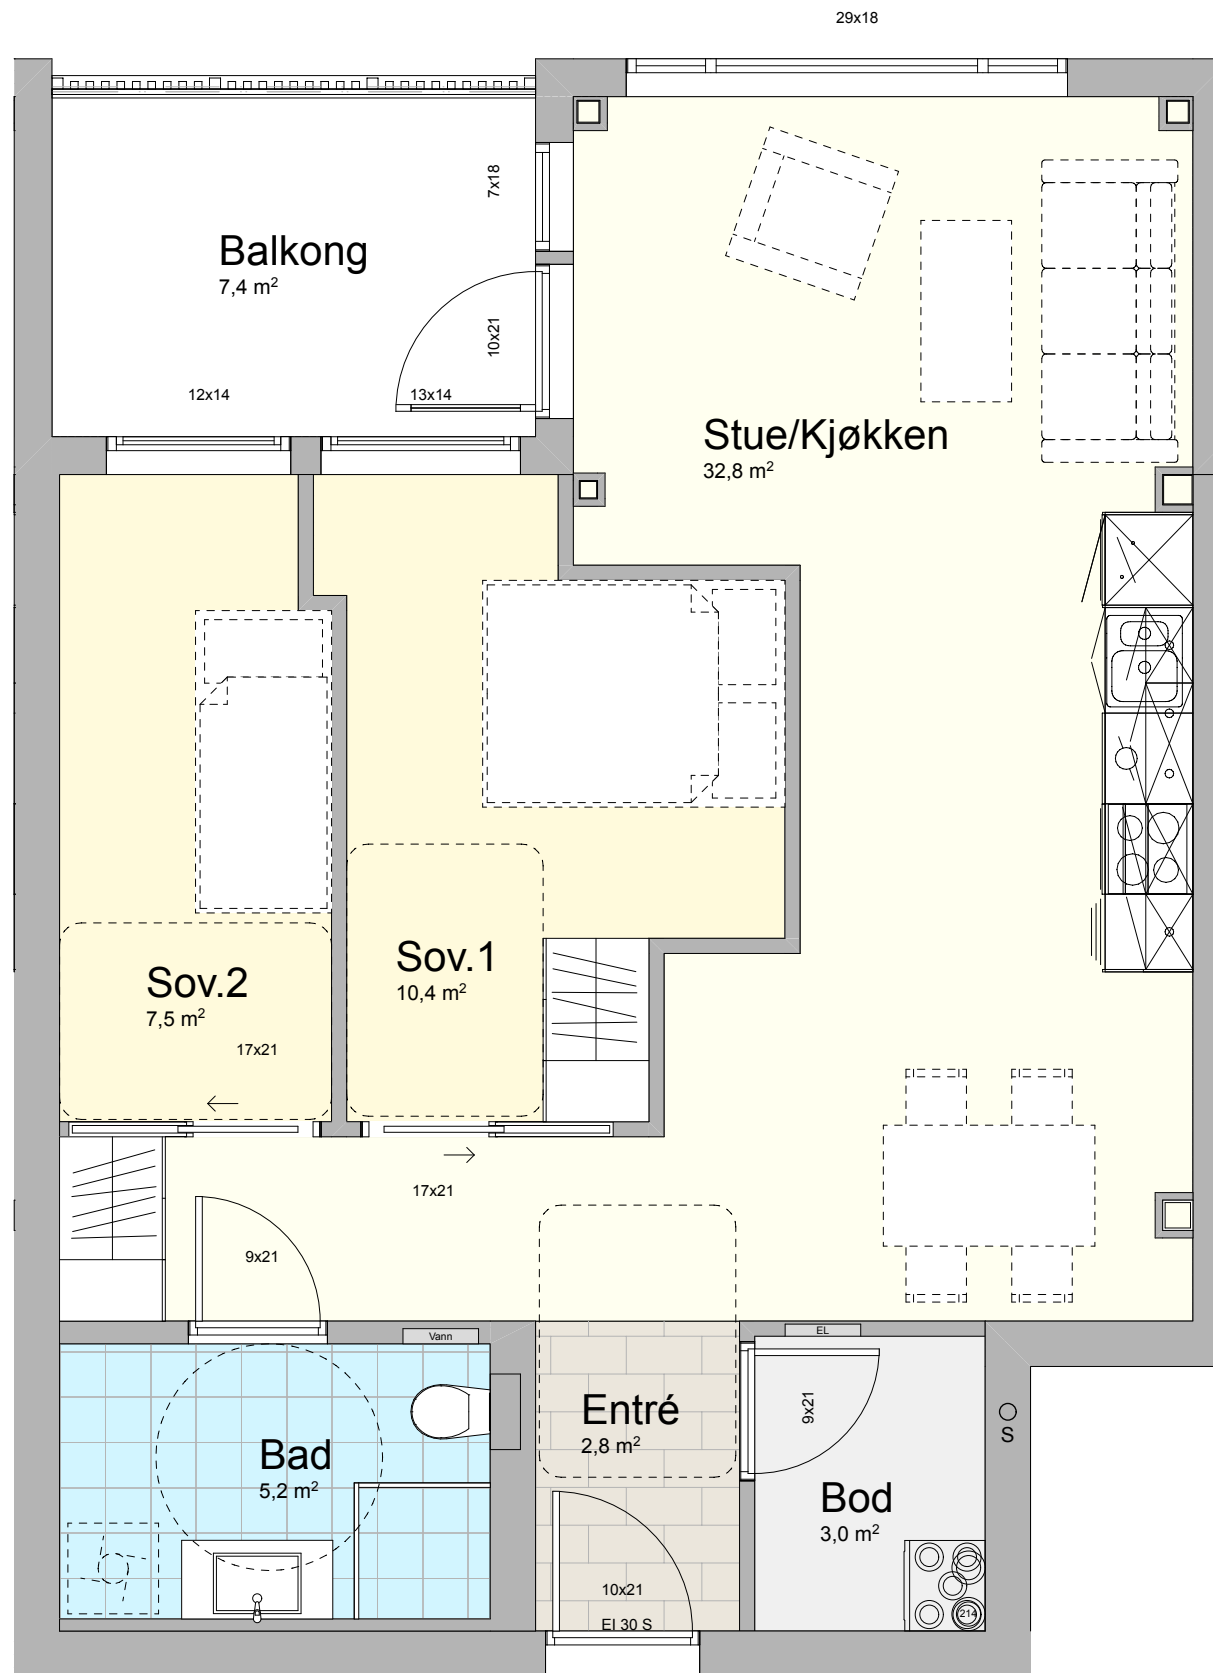 29x18
7x18
Balkong
7,4 m²
10x21
12x14
13x14
Stue/Kjøkken
32,8 m²
Sov.1
10,4 m²
Sov.2
7,5 m²
17x21
17x21
9x21
Vann
EL
Entré
2,8 m²
9x21
S
Bad
5,2 m²
Bod
3,0 m²
10x21
EI 30 S
214